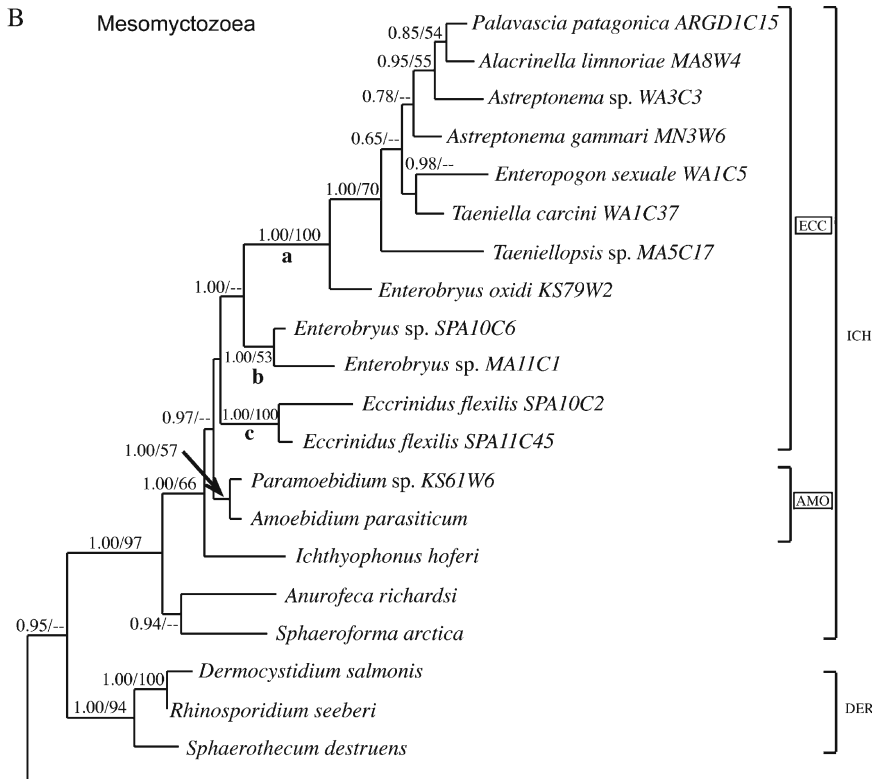 B
Mesomyctozoea
0.85/54
Palavascia patagonica ARGD1C15
0.95/55
Alacrinella limnoriae MA8W4
0.78/--
Astreptonema sp. WA3C3
0.65/--
Astreptonema gammari MN3W6
0.98/--
Enteropogon sexuale WA1C5
1.00/70
Taeniella carcini WA1C37
ECC
1.00/100
a
Taeniellopsis sp. MA5C17
1.00/--
Enterobryus oxidi KS79W2
Enterobryus sp. SPA10C6
ICH
1.00/53
b
Enterobryus sp. MA11C1
Eccrinidus flexilis SPA10C2
0.97/--
1.00/100
c
Eccrinidus flexilis SPA11C45
1.00/57
1.00/66
Paramoebidium sp. KS61W6
AMO
Amoebidium parasiticum
1.00/97
Ichthyophonus hoferi
Anurofeca richardsi
0.95/--
0.94/--
Sphaeroforma arctica
1.00/100
Dermocystidium salmonis
1.00/94
Rhinosporidium seeberi
DER
Sphaerothecum destruens